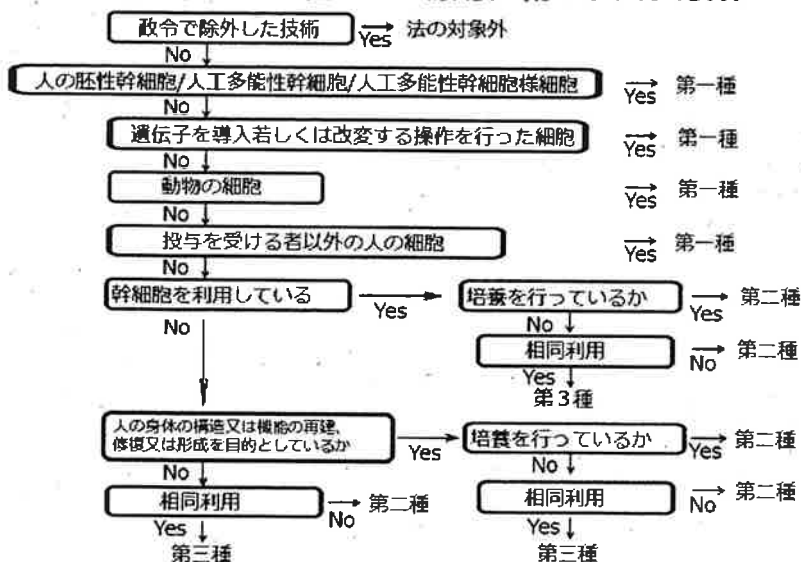 政令で除外した技術 Yes 法の対象外
No
人の胚性幹細胞/人工多能性幹細胞/人工多能性幹細胞様細胞 Yes 第一種
No
遺伝子を導入若しくは改変する操作を行った細胞 Yes 第一種
No
動物の細胞 Yes 第一種
No
投与を受ける者以外の人の細胞 Yes 第一種
No
幹細胞を利用している Yes 培養を行っているか Yes 第二種
No
No
相同利用 No 第二種
Yes
第3種
人の身体の構造又は機能の再建、
修復又は形成を目的としているか Yes 培養を行っているか Yes 第二種
No
No
相同利用 No 第二種
相同利用 No 第二種
Yes
Yes
第三種
第三種